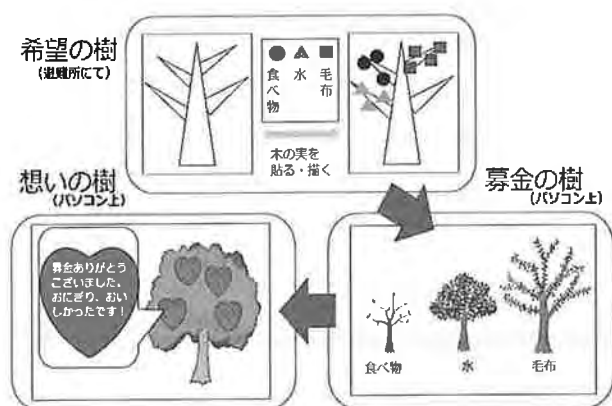 希望の樹
(避難所にて)
食べ物
水
毛布
木の実を
貼る・描く
想いの樹
(パソコン上)
募金の樹
(パソコン上)
募金ありがとう
ございました。
おにぎり、おい
しかったです!
食べ物
水
毛布